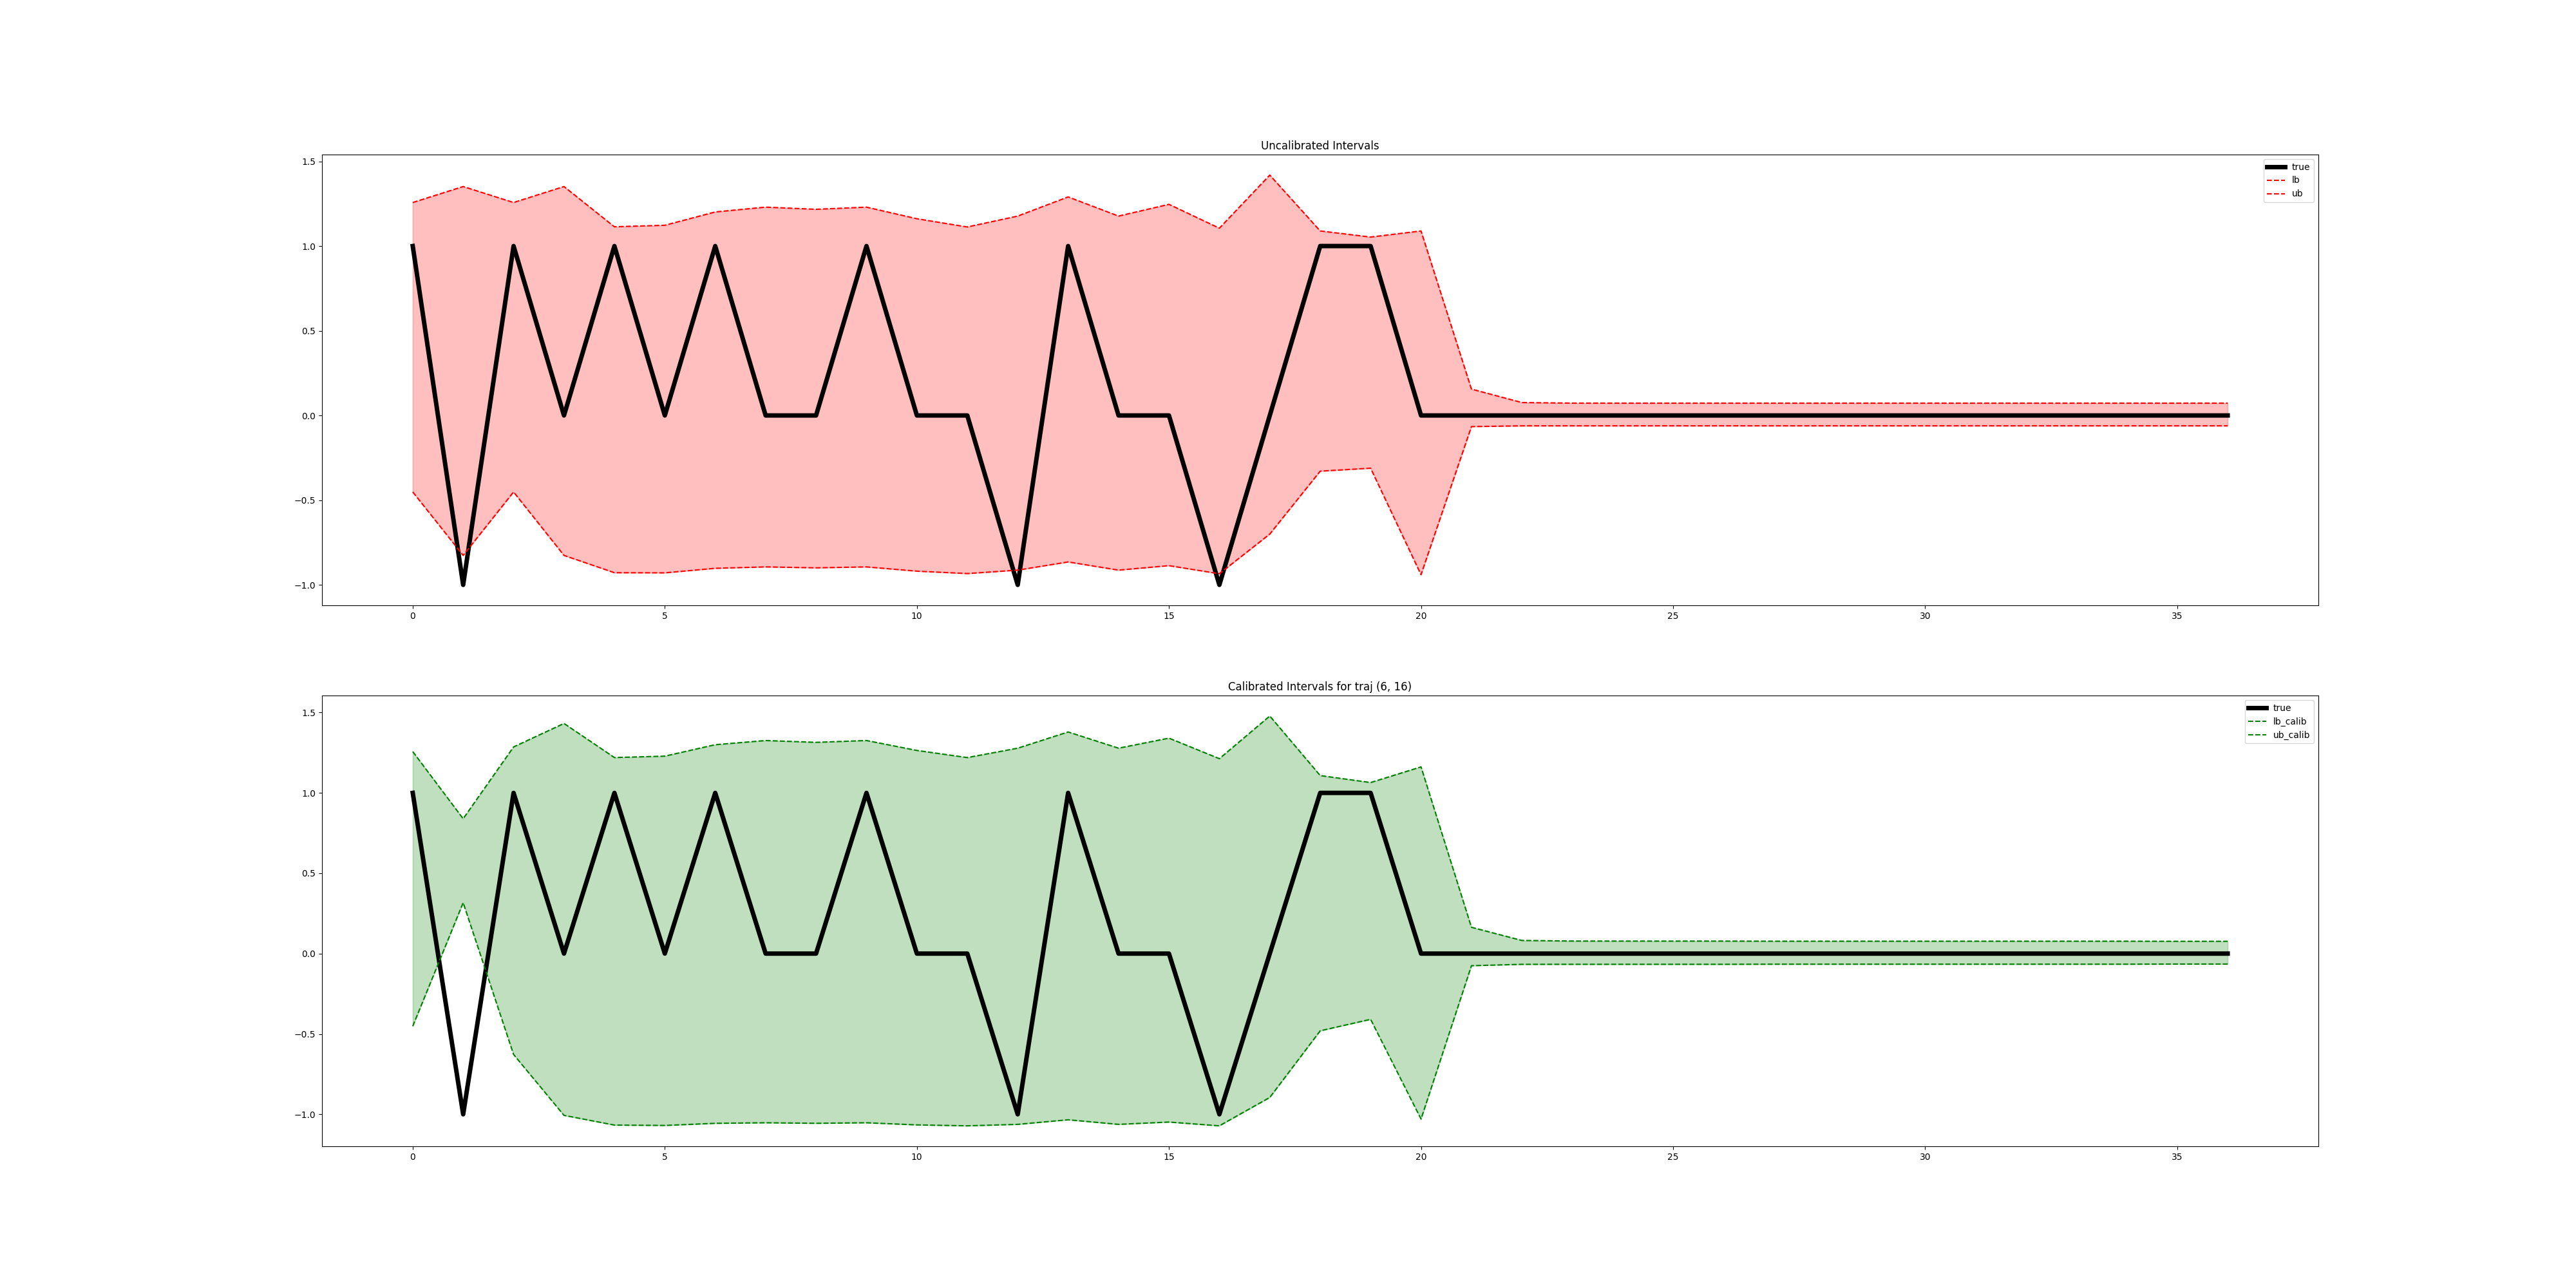 Uncalibrated Intervals
1.5
1.0
0.5
0.0
−0.5
−1.0
true
lb
ub
0 5 10 15 20 25 30 35
Calibrated Intervals for traj (6, 16)
1.5
1.0
0.5
0.0
−0.5
−1.0
true
lb_calib
ub_calib
0 5 10 15 20 25 30 35